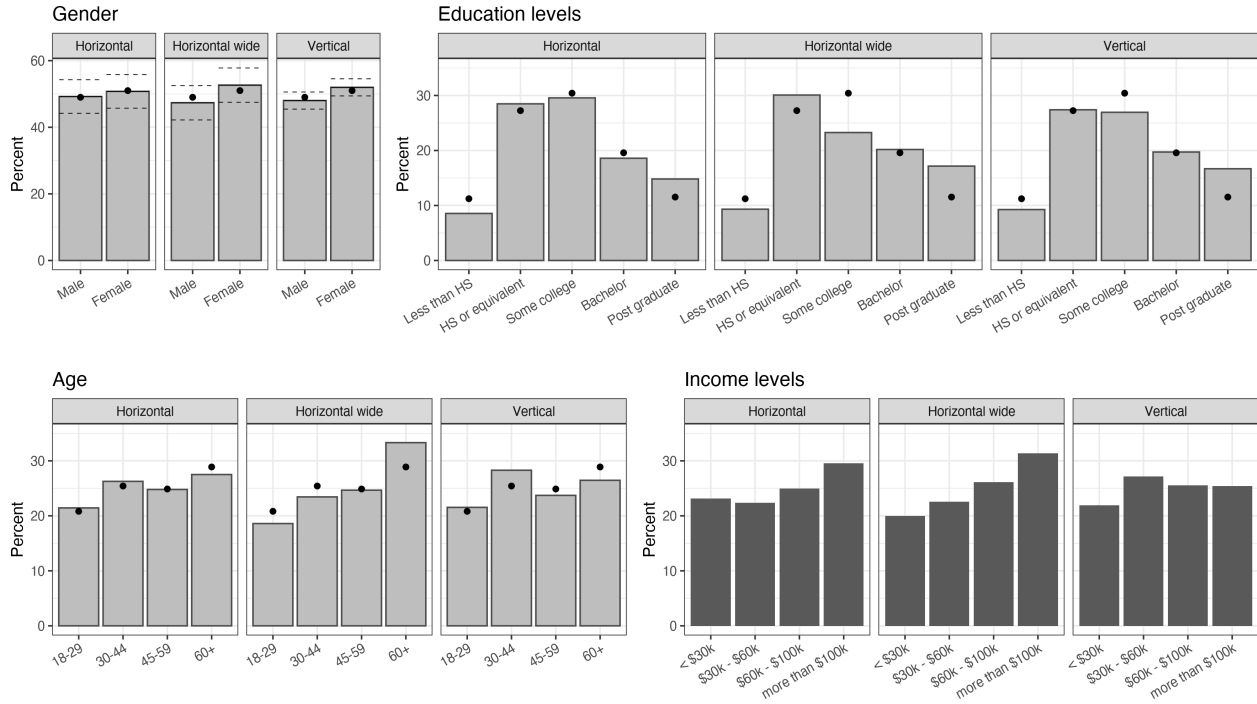 Gender
Education levels
Horizontal
Horizontal wide
Vertical
Horizontal
Horizontal wide
Vertical
Percent
60
40
20
0
Percent
30
20
10
0
Male
Female
Male
Female
Male
Female
Less than HS
HS or equivalent
Some college
Bachelor
Post graduate
Less than HS
HS or equivalent
Some college
Bachelor
Post graduate
Less than HS
HS or equivalent
Some college
Bachelor
Post graduate
Age
Income levels
Horizontal
Horizontal wide
Vertical
Horizontal
Horizontal wide
Vertical
Percent
30
20
10
0
Percent
30
20
10
0
18-29
30-44
45-59
60+
18-29
30-44
45-59
60+
18-29
30-44
45-59
60+
< $30k
$30k - $60k
$60k - $100k
more than $100k
< $30k
$30k - $60k
$60k - $100k
more than $100k
< $30k
$30k - $60k
$60k - $100k
more than $100k